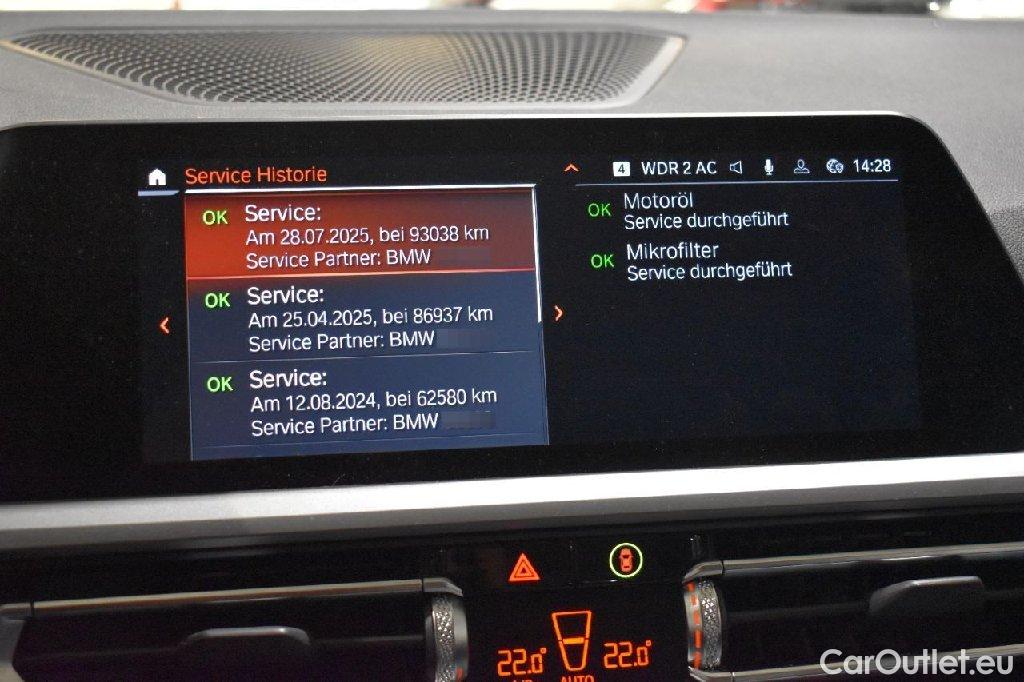 Service Historie
4 WDR 2 AC 14:28
OK Service:
Am 28.07.2025, bei 93038 km
Service Partner: BMW
OK Service:
Am 25.04.2025, bei 86937 km
Service Partner: BMW
OK Service:
Am 12.08.2024, bei 62580 km
Service Partner: BMW
OK Motoröl
Service durchgeführt
OK Mikrofilter
Service durchgeführt
22.0° 22.0°
AUTO
CarOutlet.eu